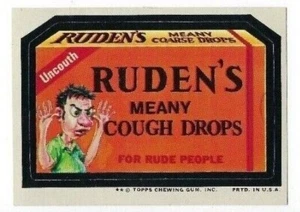 RUDEN'S MEANY COARSE DROPS
Uncouth
RUDEN'S
MEANY
COUGH DROPS
FOR RUDE PEOPLE
** © TOPPS CHEWING GUM, INC. PRTD. IN U.S.A.